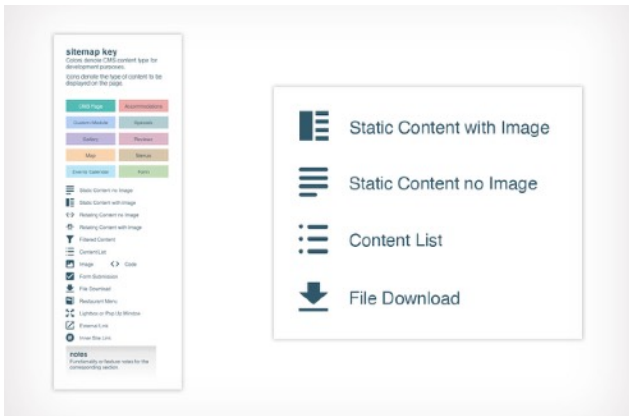 sitemap key
Colors denote CMS content type for
development purposes.
Icons denote the type of content to be
displayed on the page.
CMS Page Accommodations
Custom Module Specials
Gallery Reviews
Map Menus
Events Calendar Form
Static Content no Image
Static Content with Image
Rotating Content no Image
Rotating Content with Image
Filtered Content
Content List
Image Code
Form Submission
File Download
Restaurant Menu
Lightbox or Pop Up Window
External Link
Inner Site Link
notes
Functionality or feature notes for the
corresponding section.
Static Content with Image
Static Content no Image
Content List
File Download